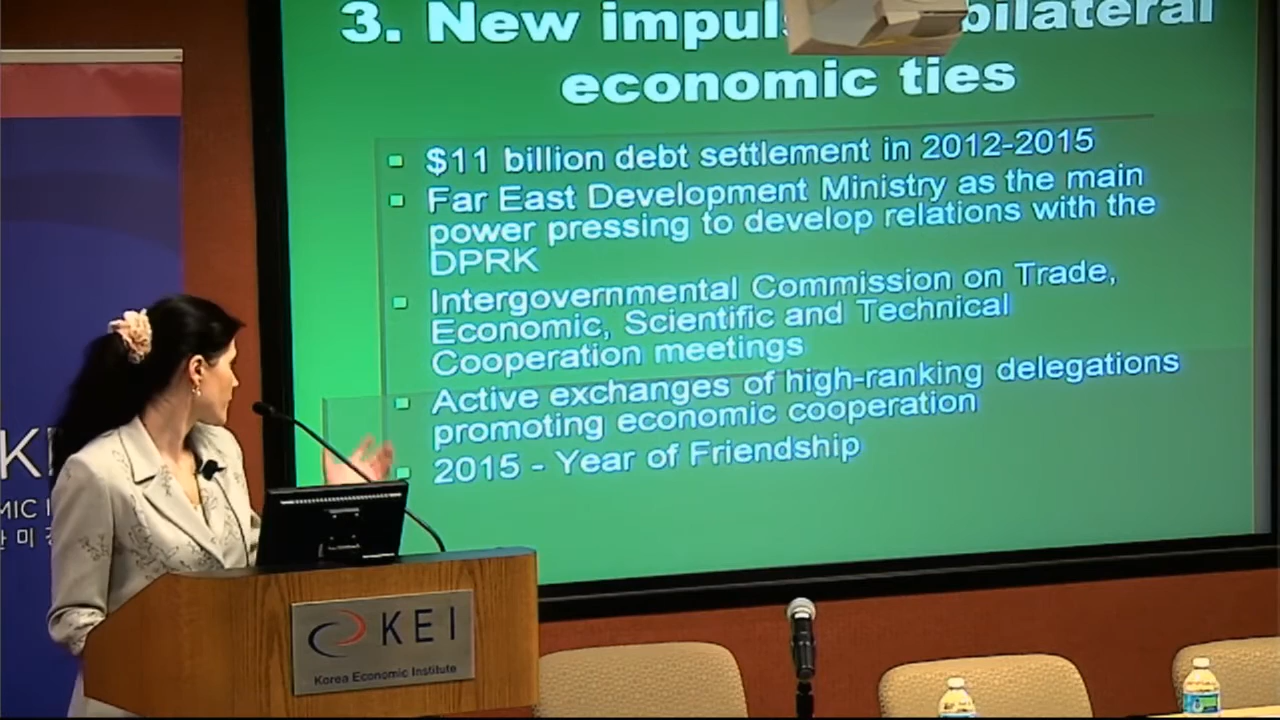 3. New impuls bilateral
economic ties
$11 billion debt settlement in 2012-2015
Far East Development Ministry as the main
power pressing to develop relations with the
DPRK
Intergovernmental Commission on Trade,
Economic, Scientific and Technical
Cooperation meetings
Active exchanges of high-ranking delegations
promoting economic cooperation
2015 - Year of Friendship
KEI
Korea Economic Institute